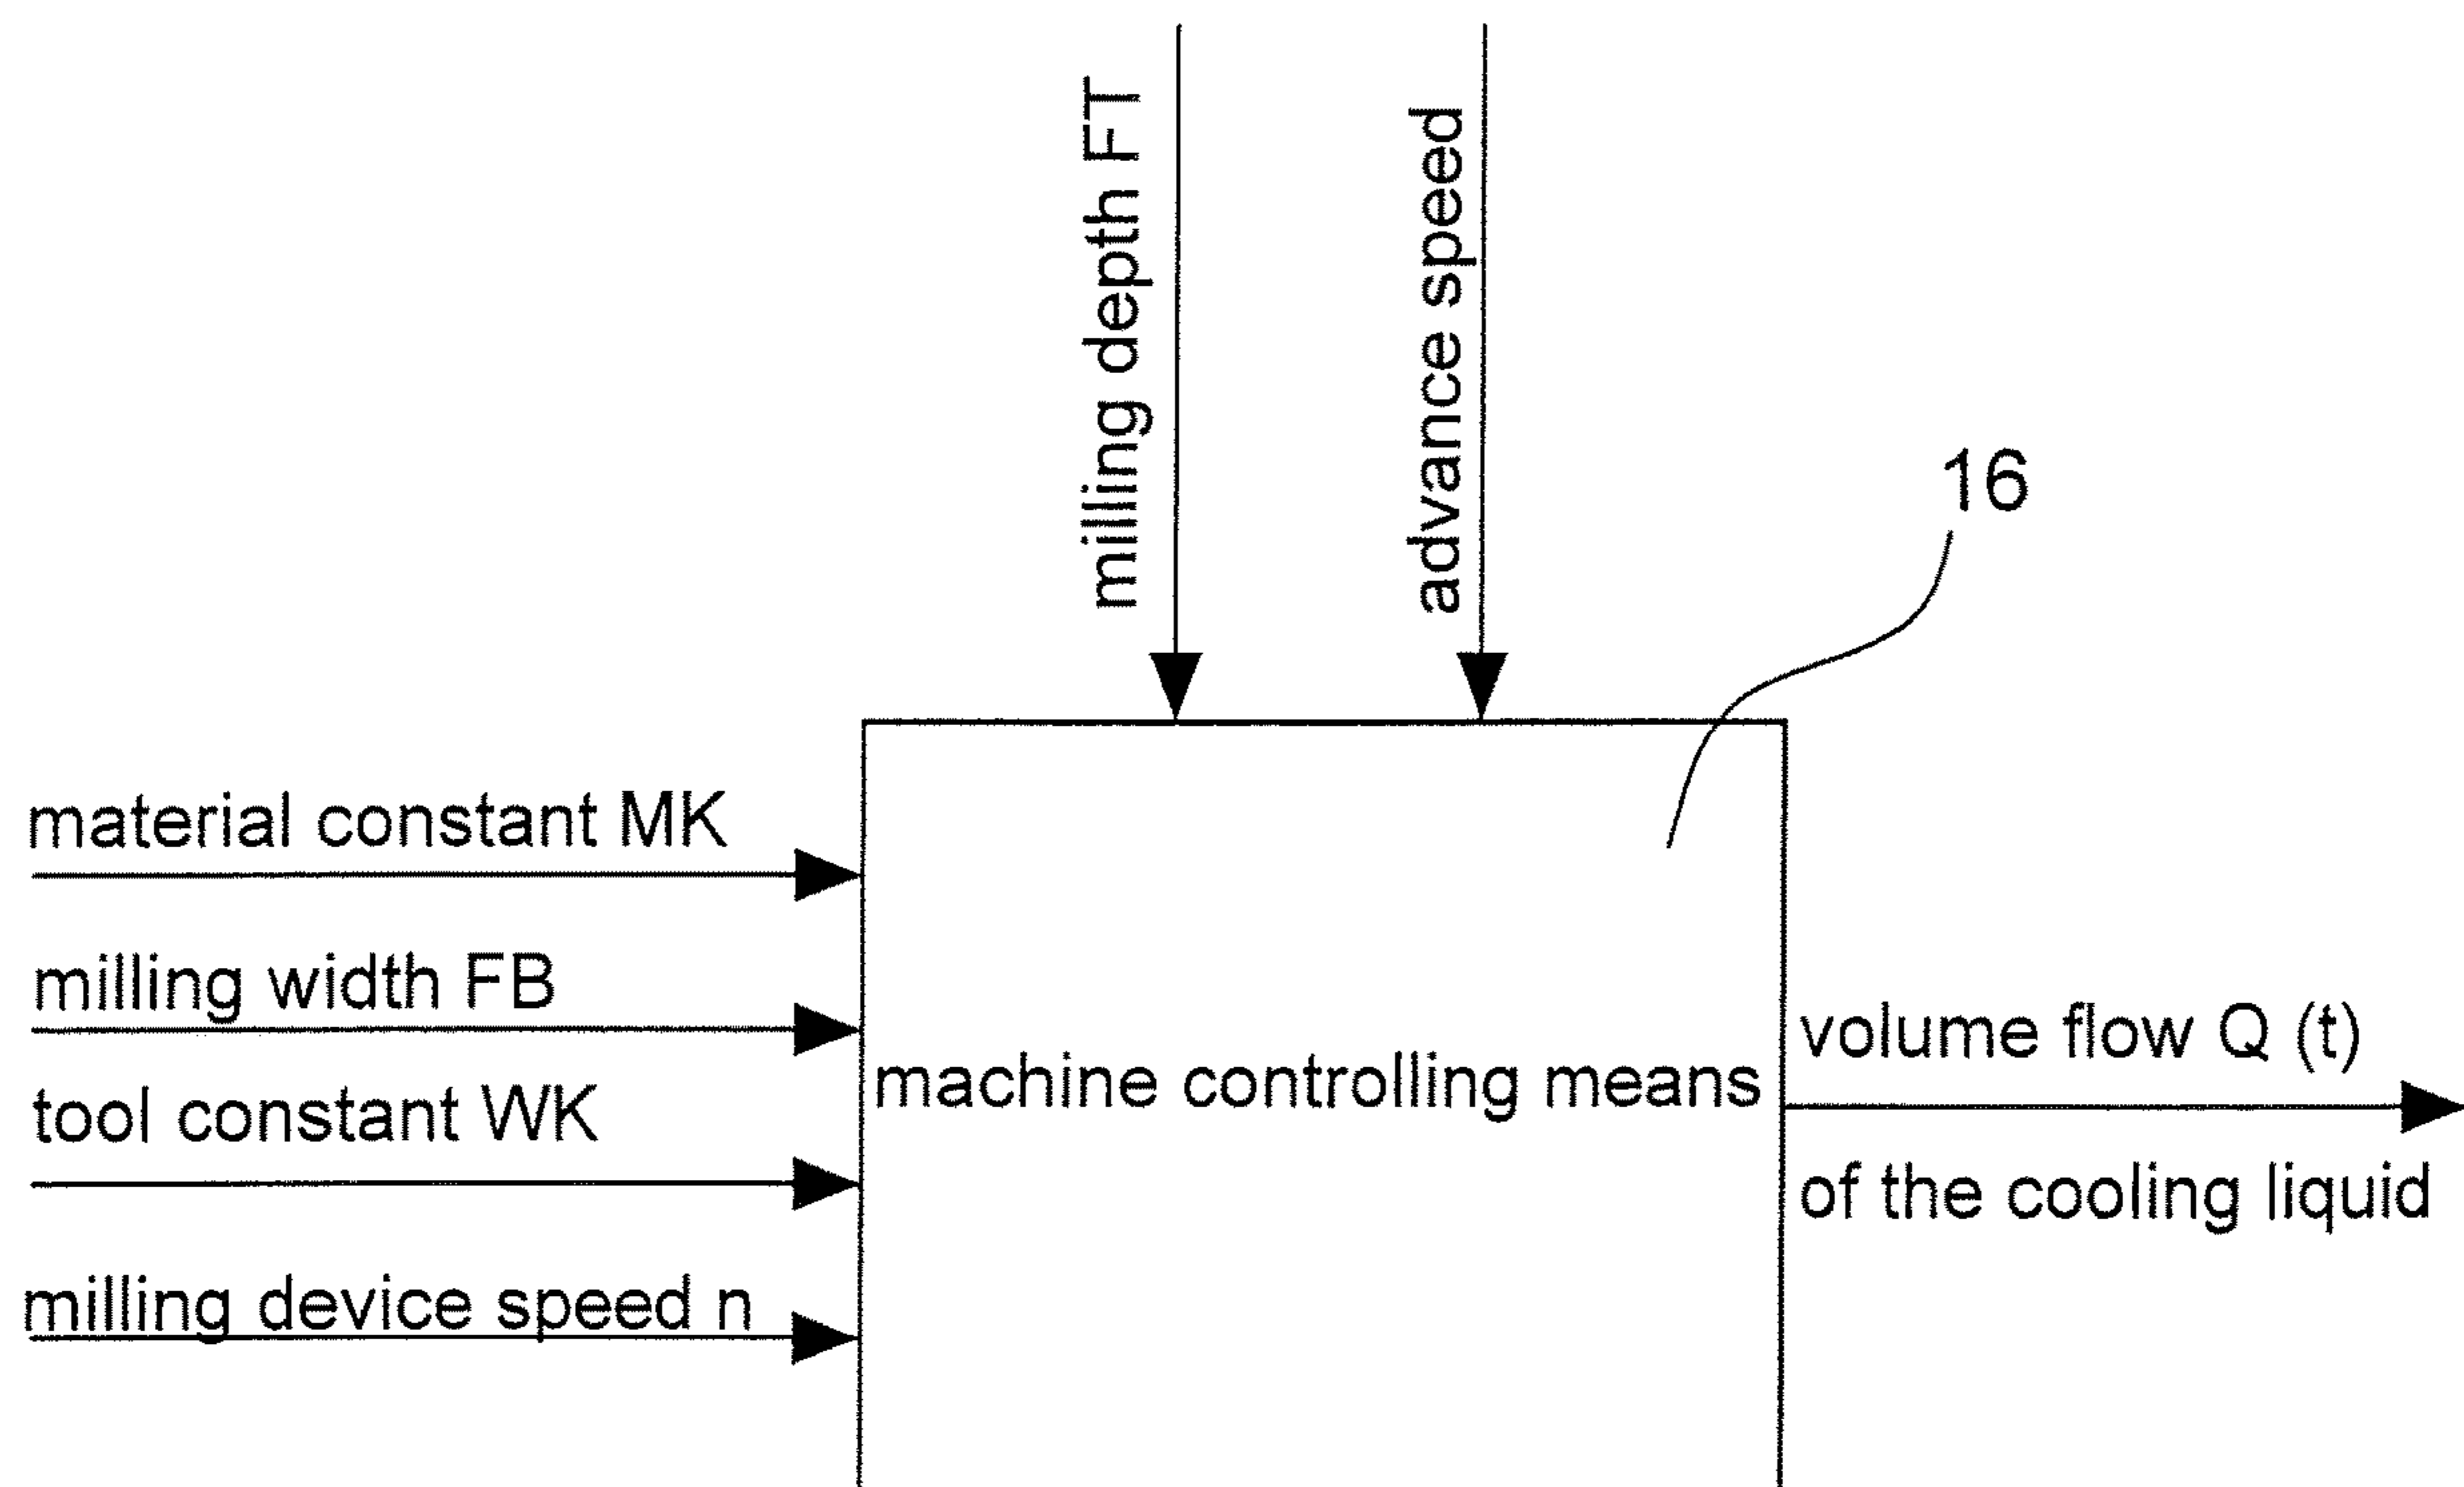 milling depth FT
advance speed
16
material constant MK
milling width FB
tool constant WK
milling device speed n
machine controlling means
volume flow Q (t)
of the cooling liquid